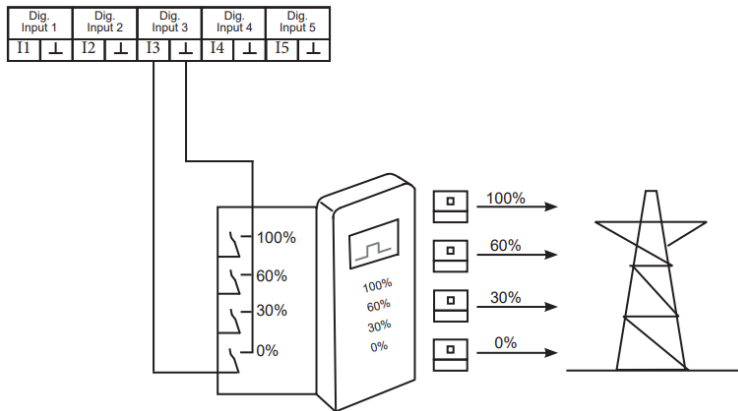 Dig. Input 1
Dig. Input 2
Dig. Input 3
Dig. Input 4
Dig. Input 5
I1 ⊥ I2 ⊥ I3 ⊥ I4 ⊥ I5 ⊥
100%
60%
30%
0%
100%
60%
30%
0%
100%
60%
30%
0%